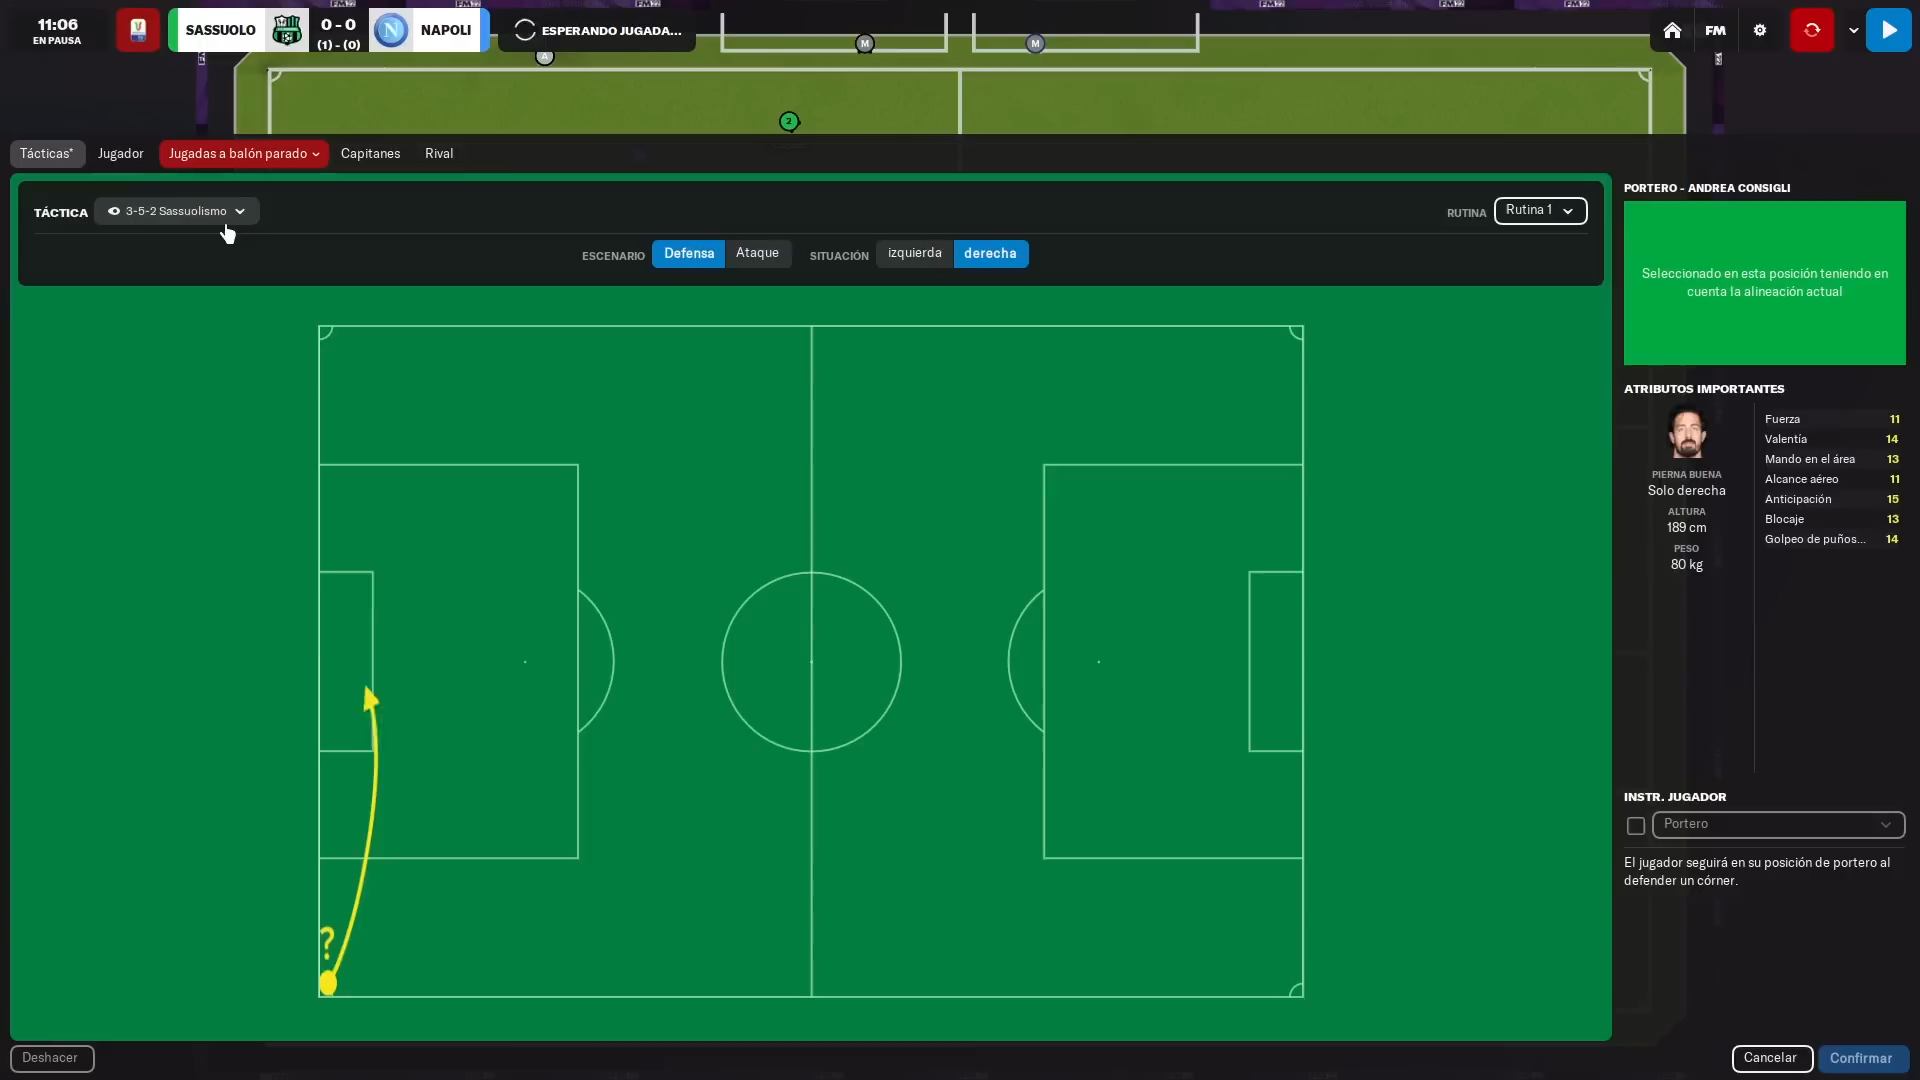 11:06
EN PAUSA
SASSUOLO
0 - 0
(1) - (0)
N
NAPOLI
ESPERANDO JUGADA...
FM
A
M
M
2
Tácticas*
Jugador
Jugadas a balón parado
Capitanes
Rival
TÁCTICA
3-5-2 Sassuolismo
RUTINA
Rutina 1
ESCENARIO
Defensa
Ataque
SITUACIÓN
izquierda
derecha
?
PORTERO - ANDREA CONSIGLI
Seleccionado en esta posición teniendo en
cuenta la alineación actual
ATRIBUTOS IMPORTANTES
PIERNA BUENA
Solo derecha
ALTURA
189 cm
PESO
80 kg
Fuerza 11
Valentía 14
Mando en el área 13
Alcance aéreo 11
Anticipación 15
Blocaje 13
Golpeo de puños... 14
INSTR. JUGADOR
Portero
El jugador seguirá en su posición de portero al
defender un córner.
Deshacer
Cancelar
Confirmar